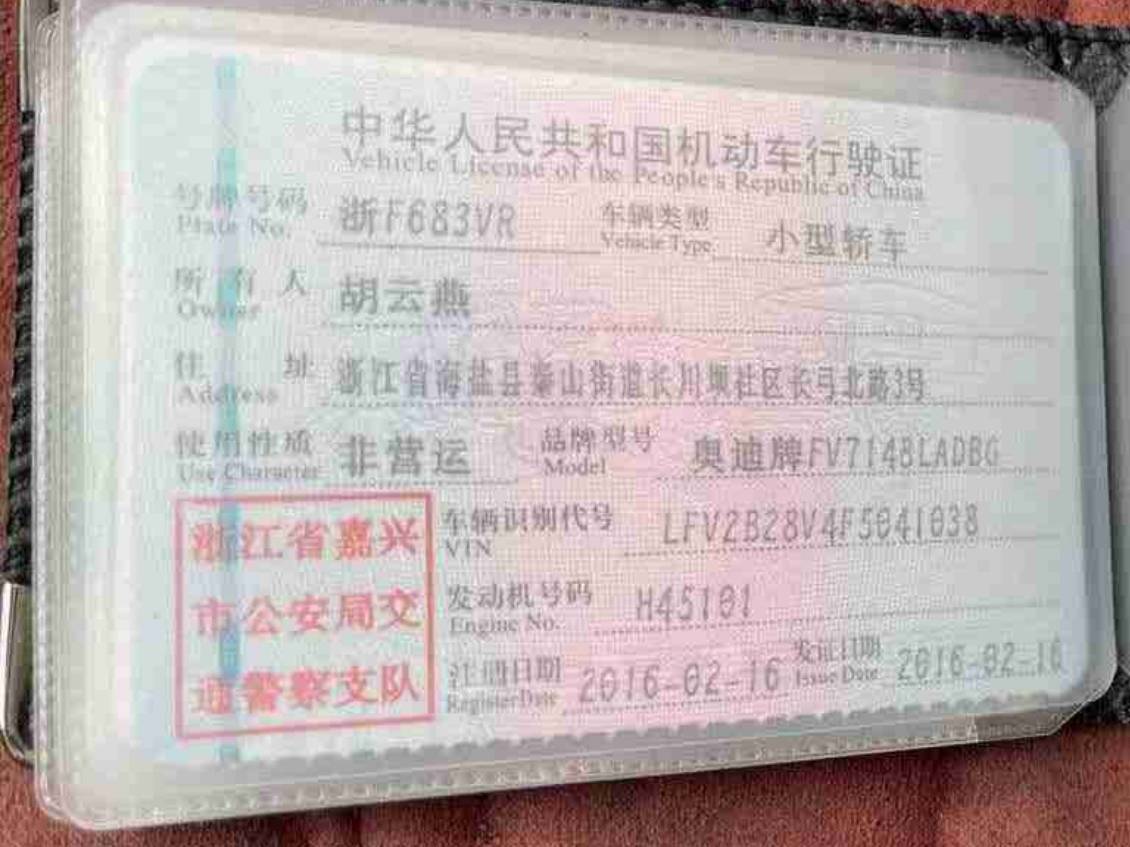 中华人民共和国机动车行驶证
Vehicle License of the People's Republic of China
号牌号码 浙F683VR 车辆类型 小型轿车
Plate No. Vehicle Type
所有人 胡云燕
Owner
住址 浙江省海盐县秦山街道长川坝社区长弓北路3号
Address
使用性质 非营运 品牌型号 奥迪牌FV7148LADBG
Use Character Model
车辆识别代号 LFV2B28V4F5041038
VIN
发动机号码 H45101
Engine No.
注册日期 2016-02-16 发证日期 2016-02-16
Register Date Issue Date
浙江省嘉兴
市公安局交
通警察支队